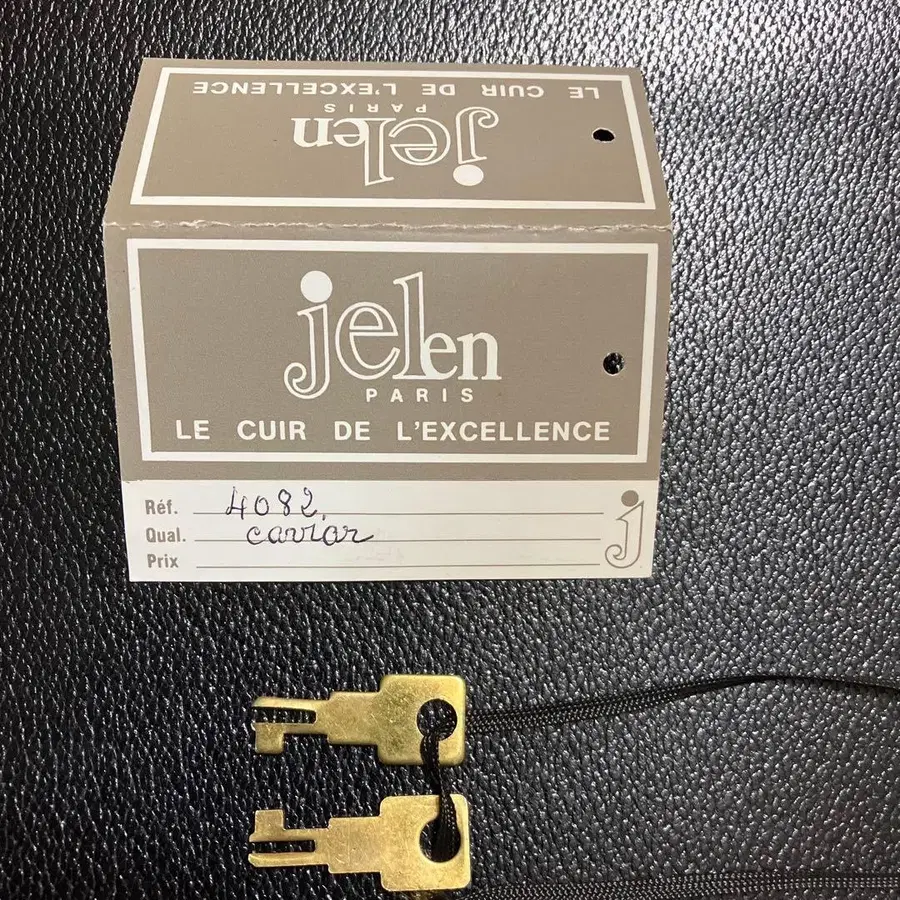 LE CUIR DE L'EXCELLENCE
PARIS
jelen
jelen
PARIS
LE CUIR DE L'EXCELLENCE
Réf. 4082.
Qual. caviar
Prix
j